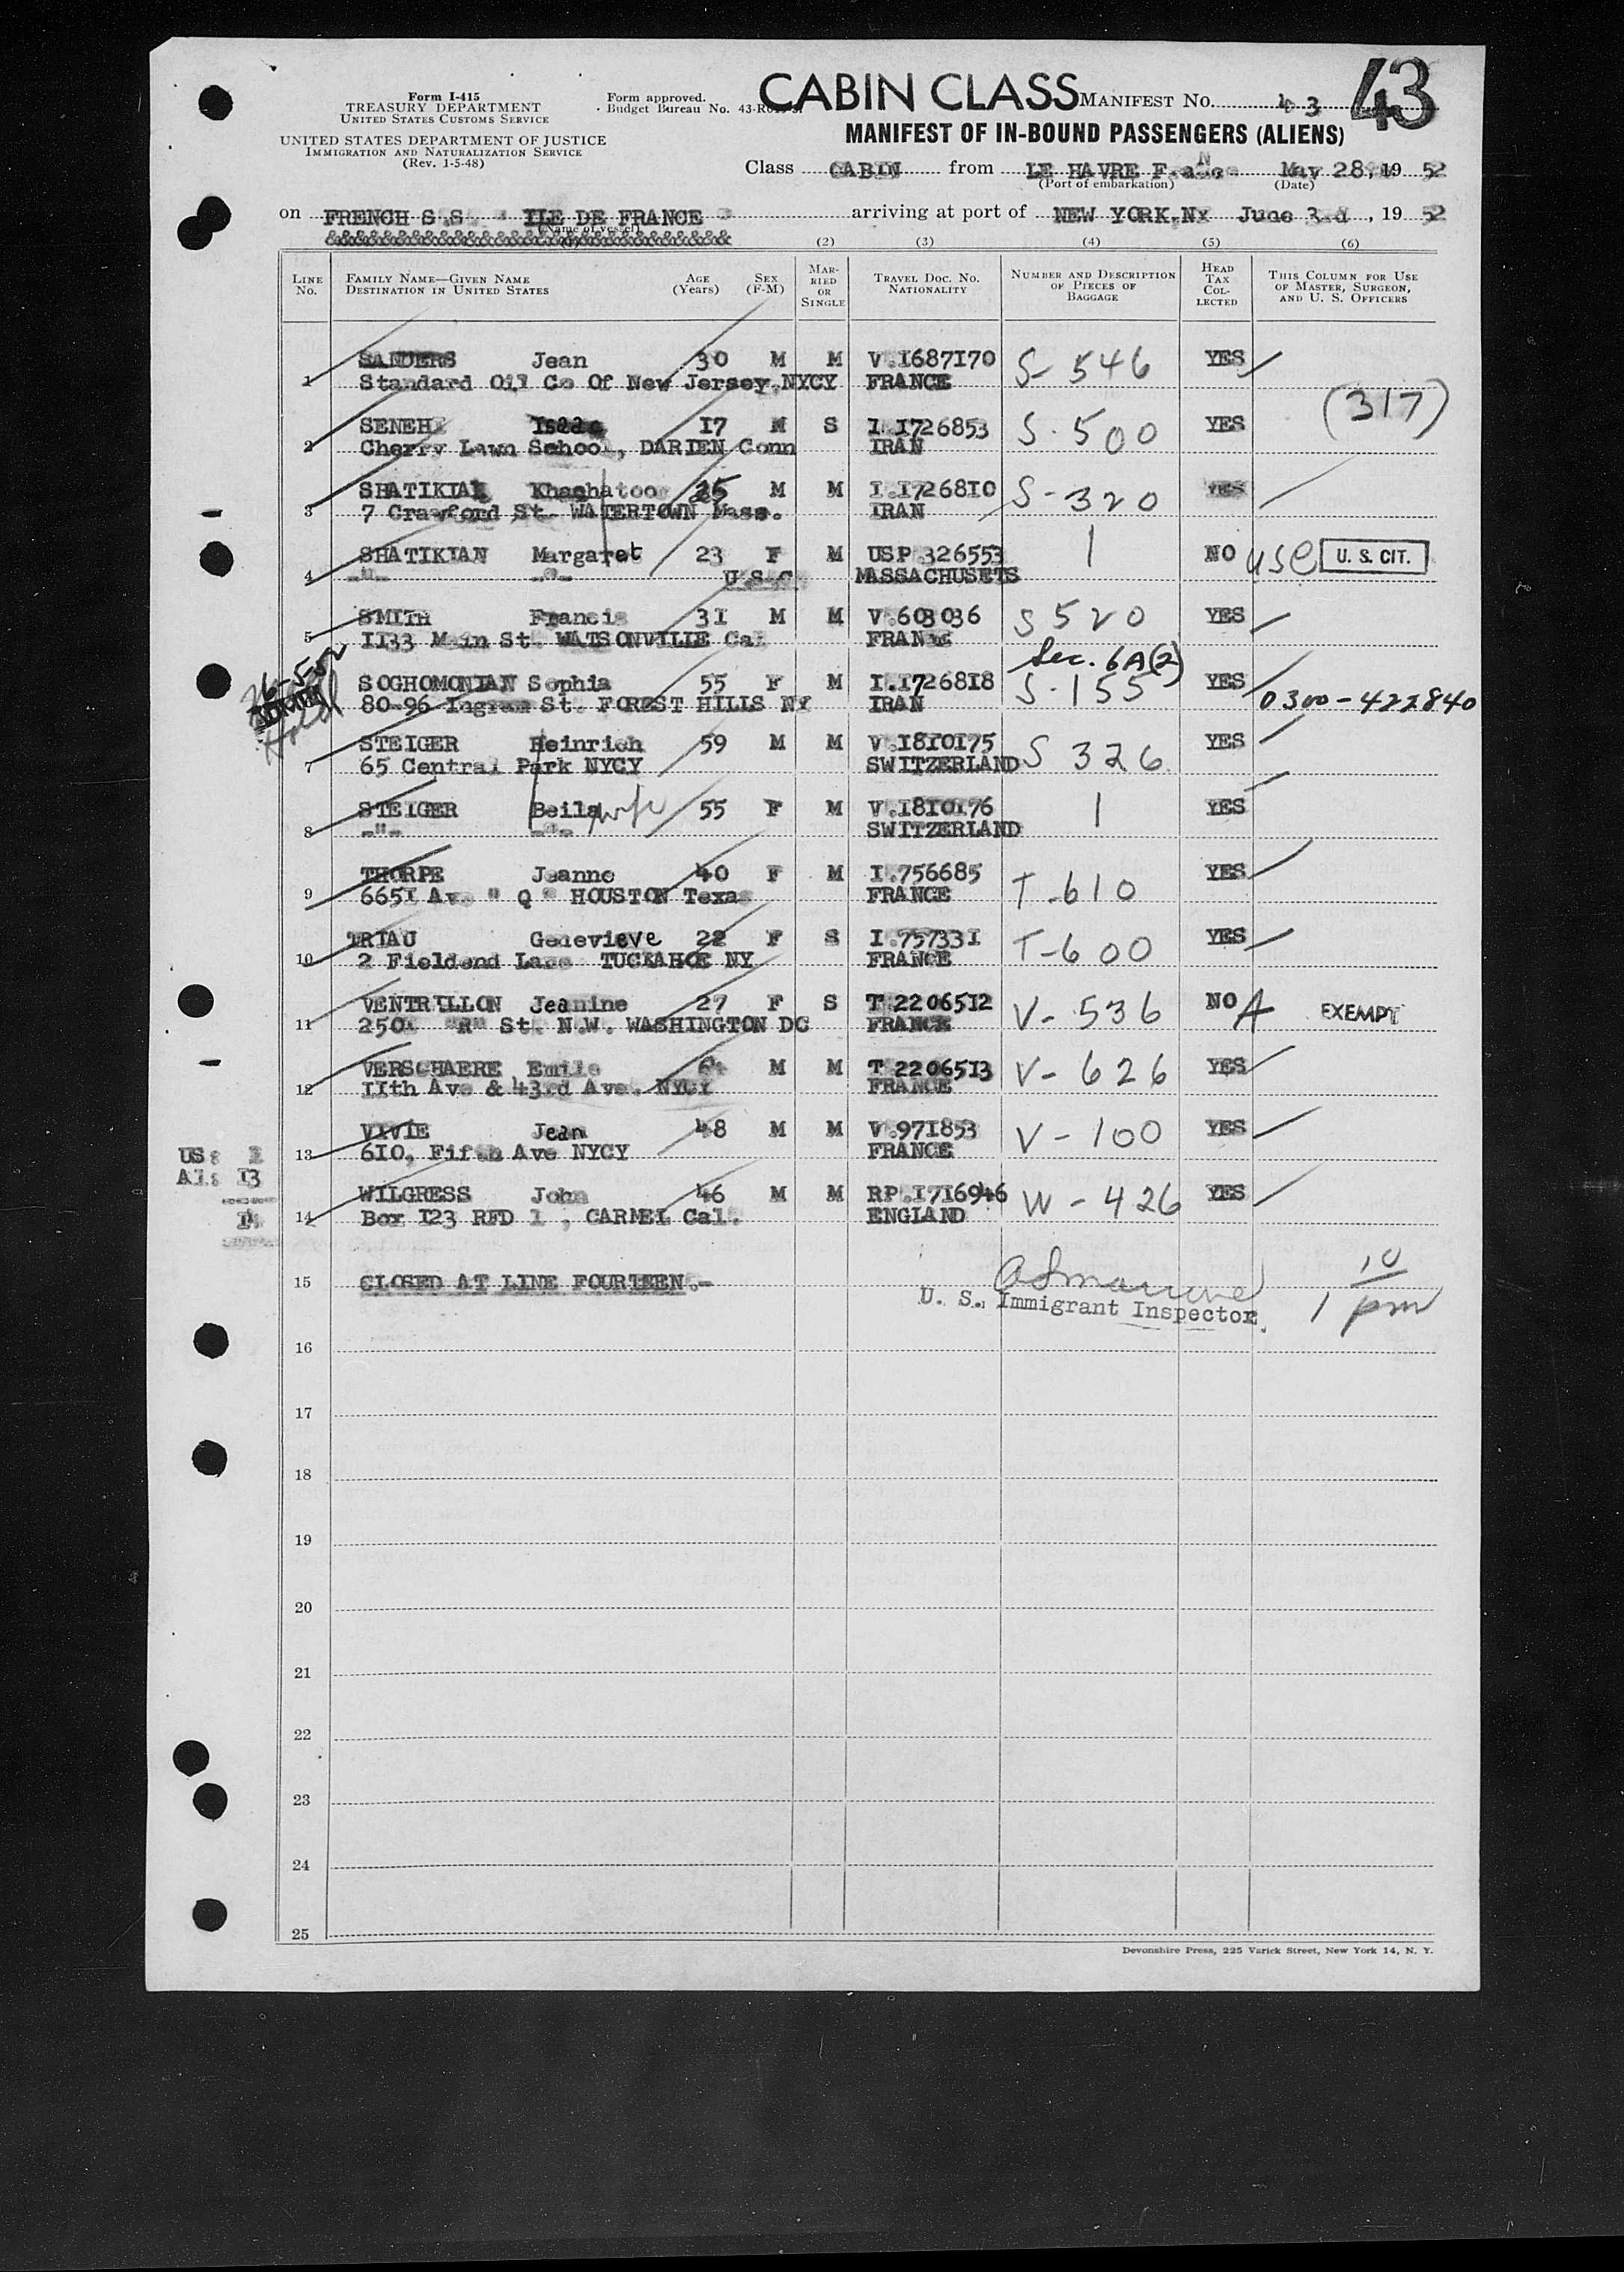 Form I-415
TREASURY DEPARTMENT
UNITED STATES CUSTOMS SERVICE
UNITED STATES DEPARTMENT OF JUSTICE
IMMIGRATION AND NATURALIZATION SERVICE
(Rev. 1-5-48)
Form approved.
Budget Bureau No. 43-R
CABIN CLASS MANIFEST NO. 43 43
MANIFEST OF IN-BOUND PASSENGERS (ALIENS)
Class CABIN from LE HAVRE May 28, 19 52
(Port of embarkation) (Date)
on FRENCH S.S. ILE DE FRANCE arriving at port of NEW YORK.NY June 3rd, 19 52
(Name of vessel)
(2) (3) (4) (5) (6)
LINE NO. FAMILY NAME—GIVEN NAME DESTINATION IN UNITED STATES AGE (Years) SEX (F-M) MARRIED OR SINGLE TRAVEL DOC. NO. NATIONALITY NUMBER AND DESCRIPTION OF PIECES OF BAGGAGE HEAD TAX COLLECTED THIS COLUMN FOR USE OF MASTER, SURGEON, AND U. S. OFFICERS
SANDERS Jean 30 M M V.1687170 S-546 YES
1 Standard Oil Co Of New Jersey.NYCY FRANCE
(317)
SENEHI 17 M S I.1726853 S.500 YES
2 Cherry Lawn School, DARIEN Conn IRAN
SHATIKIAN Khachatoor 25 M M I.1726810 S-320 YES
3 7 Crawford St. WATERTOWN Mass. IRAN
SHATIKIAN Margaret 23 F M USP 326553 1 NO USC U. S. CIT.
4 -"- -"- U.S.C. MASSACHUSETS
SMITH Francis 31 M M V.603036 S 520 YES
5 1133 Main St. WATSONVILLE Cal FRANCE
Sec. 6A(2)
SOGHOMONIAN Sophia 55 F M I.1726818 S.155 YES
80-96 Ingram St. FOREST HILLS NY IRAN 0300-422840
Hold
STEIGER Heinrich 59 M M V.1810175 S 326 YES
7 65 Central Park NYCY SWITZERLAND
STEIGER Beila wife 55 F M V.1810176 1 YES
8 -"- -"- SWITZERLAND
THORPE Jeanne 40 F M I.756685 T-610 YES
9 6651 Ave " Q " HOUSTON Texas FRANCE
TRIAU Genevieve 22 F S I.757331 T-600 YES
10 2 Fieldend Lane TUCKAHOE NY FRANCE
VENTRILLON Jeanine 27 F S T 2206512 V-536 NO A EXEMPT
11 "R" St. N.W. WASHINGTON DC FRANCE
VERSCHAERE Emile M M T 2206513 V-626 YES
12 11th Ave & 43rd Ave. NYCY FRANCE
VIVIE Jean 48 M M V.971853 V-100 YES
13 610, Fifth Ave NYCY FRANCE
US: 1
Al: 13
14
WILGRESS John 46 M M RP.1716946 W-426 YES
14 Box 123 RFD 1 , CARMEL Cal. ENGLAND
15 CLOSED AT LINE FOURTEEN.- 10
U. S. Immigrant Inspector. 1 pm
16
17
18
19
20
21
22
23
24
25
Devonshire Press, 225 Varick Street, New York 14, N. Y.